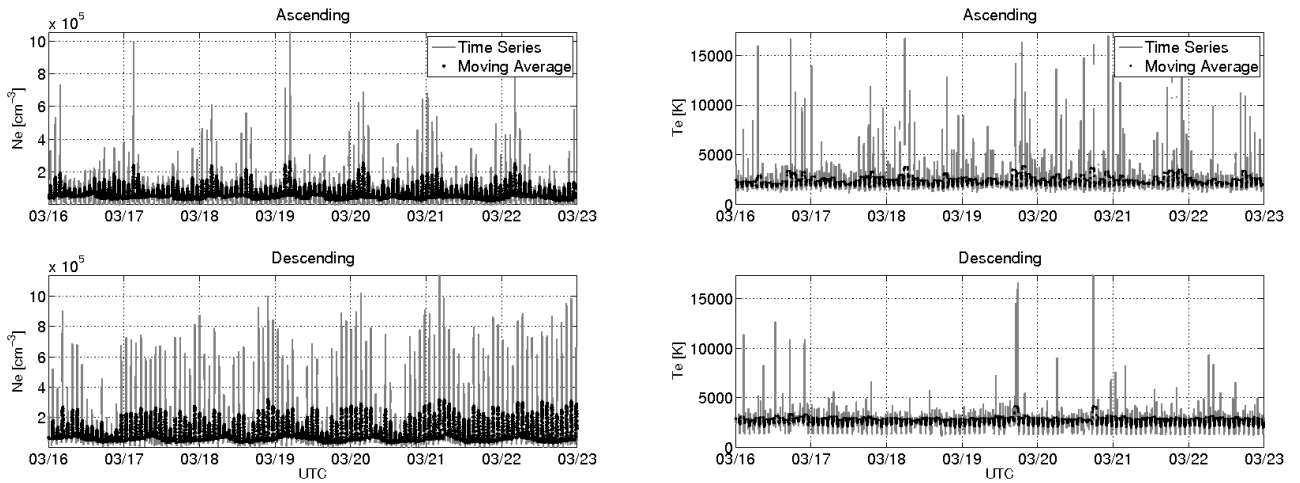 Ascending
x 10⁵
10
8
6
4
2
Ne [cm⁻³]
Time Series
Moving Average
03/16 03/17 03/18 03/19 03/20 03/21 03/22 03/23
Ascending
15000
10000
5000
0
Te [K]
Time Series
Moving Average
03/16 03/17 03/18 03/19 03/20 03/21 03/22 03/23
Descending
x 10⁵
10
8
6
4
2
Ne [cm⁻³]
03/16 03/17 03/18 03/19 03/20 03/21 03/22 03/23
UTC
Descending
15000
10000
5000
0
Te [K]
03/16 03/17 03/18 03/19 03/20 03/21 03/22 03/23
UTC